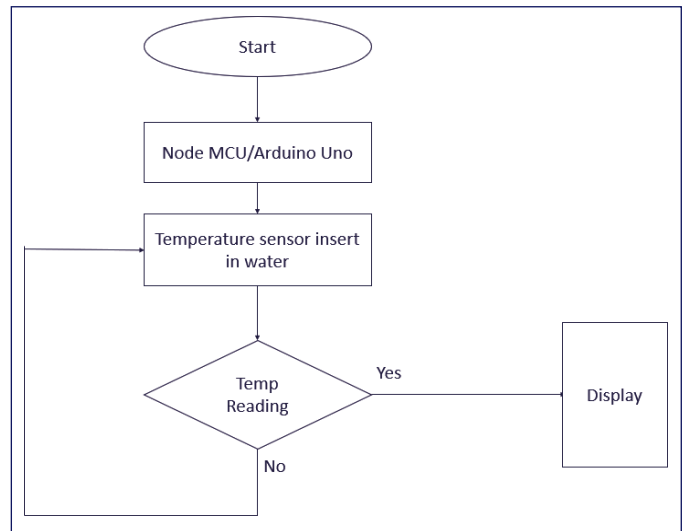 Start
Node MCU/Arduino Uno
Temperature sensor insert
in water
Temp
Reading
Yes
Display
No